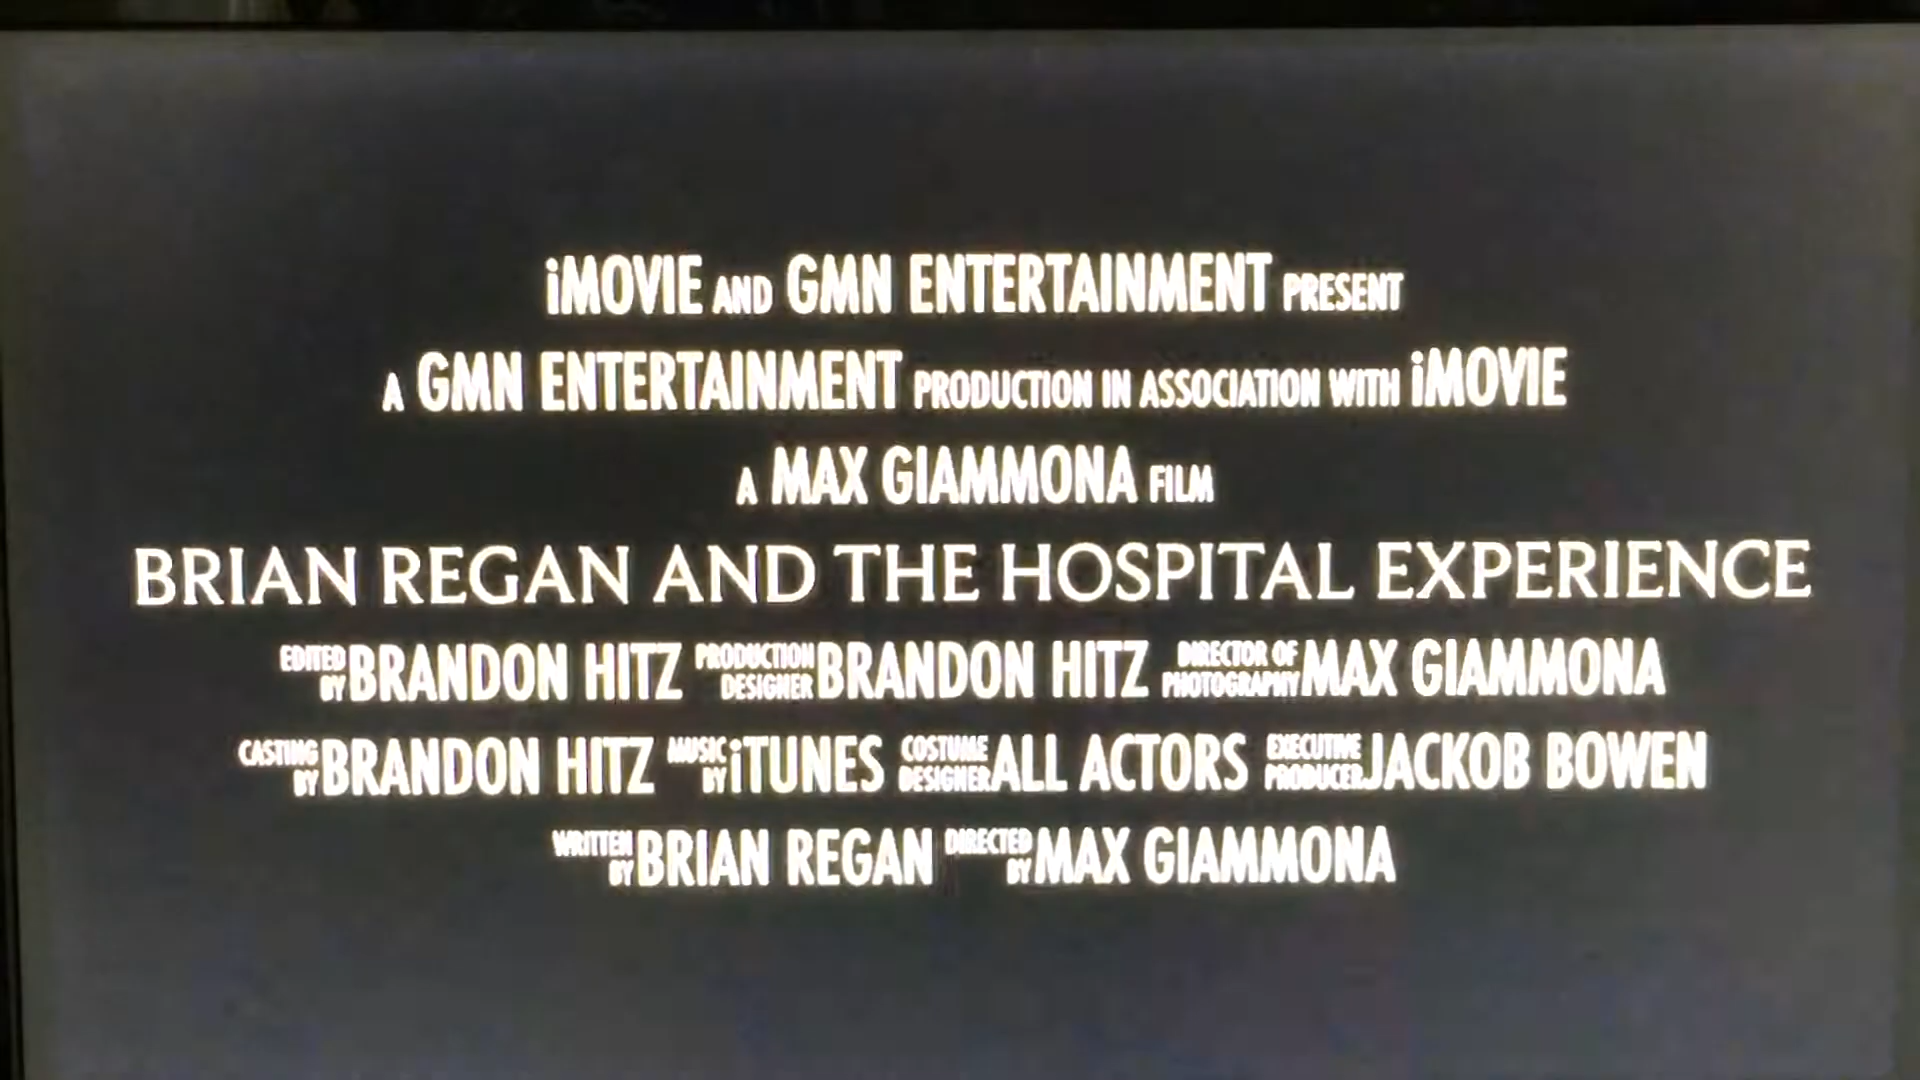 iMOVIE AND GMN ENTERTAINMENT PRESENT
A GMN ENTERTAINMENT PRODUCTION IN ASSOCIATION WITH iMOVIE
A MAX GIAMMONA FILM
BRIAN REGAN AND THE HOSPITAL EXPERIENCE
EDITED BY BRANDON HITZ PRODUCTION DESIGNER BRANDON HITZ DIRECTOR OF PHOTOGRAPHY MAX GIAMMONA
CASTING BY BRANDON HITZ MUSIC BY iTUNES COSTUME DESIGNER ALL ACTORS EXECUTIVE PRODUCER JACKOB BOWEN
WRITTEN BY BRIAN REGAN DIRECTED BY MAX GIAMMONA